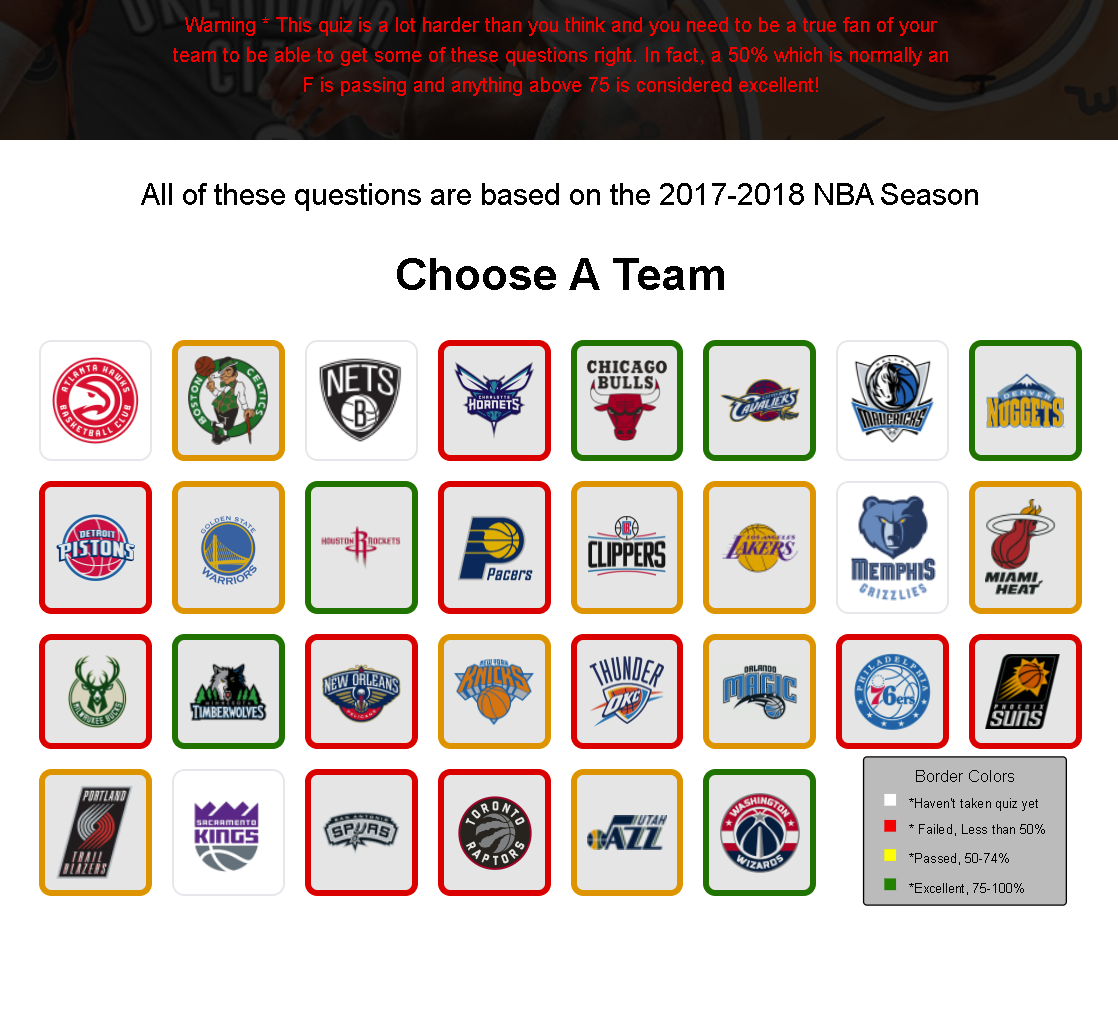 Warning * This quiz is a lot harder than you think and you need to be a true fan of your
team to be able to get some of these questions right. In fact, a 50% which is normally an
F is passing and anything above 75 is considered excellent!
All of these questions are based on the 2017-2018 NBA Season
Choose A Team
ATLANTA HAWKS
BASKETBALL CLUB
BOSTON
CELTICS
NETS
B
CHARLOTTE
HORNETS
CHICAGO
BULLS
CAVALIERS
MAVERICKS
DENVER
NUGGETS
DETROIT
PISTONS
GOLDEN STATE
WARRIORS
HOUSTON ROCKETS
Pacers
CLIPPERS
LOS ANGELES
LAKERS
MEMPHIS
GRIZZLIES
MIAMI
HEAT
MILWAUKEE BUCKS
MINNESOTA
TIMBERWOLVES
NEW ORLEANS
PELICANS
NEW YORK
KNICKS
THUNDER
OKC
ORLANDO
MAGIC
PHILADELPHIA
76ers
PHOENIX
SUNS
PORTLAND
TRAIL
BLAZERS
SACRAMENTO
KINGS
SAN ANTONIO
SPURS
TORONTO
RAPTORS
UTAH
JAZZ
WASHINGTON
WIZARDS
Border Colors
*Haven't taken quiz yet
* Failed, Less than 50%
*Passed, 50-74%
*Excellent, 75-100%